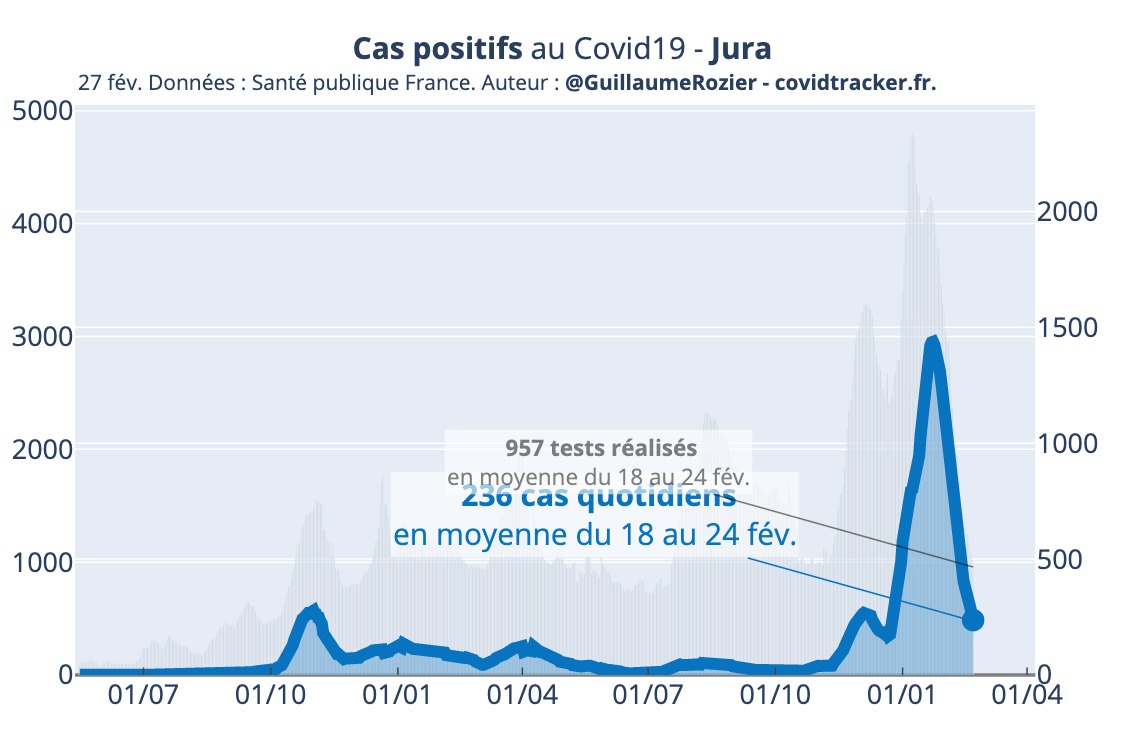 Cas positifs au Covid19 - Jura
27 fév. Données : Santé publique France. Auteur : @GuillaumeRozier - covidtracker.fr.
5000
4000
3000
2000
1000
0
2000
1500
1000
500
0
957 tests réalisés
en moyenne du 18 au 24 fév.
236 cas quotidiens
en moyenne du 18 au 24 fév.
01/07 01/10 01/01 01/04 01/07 01/10 01/01 01/04